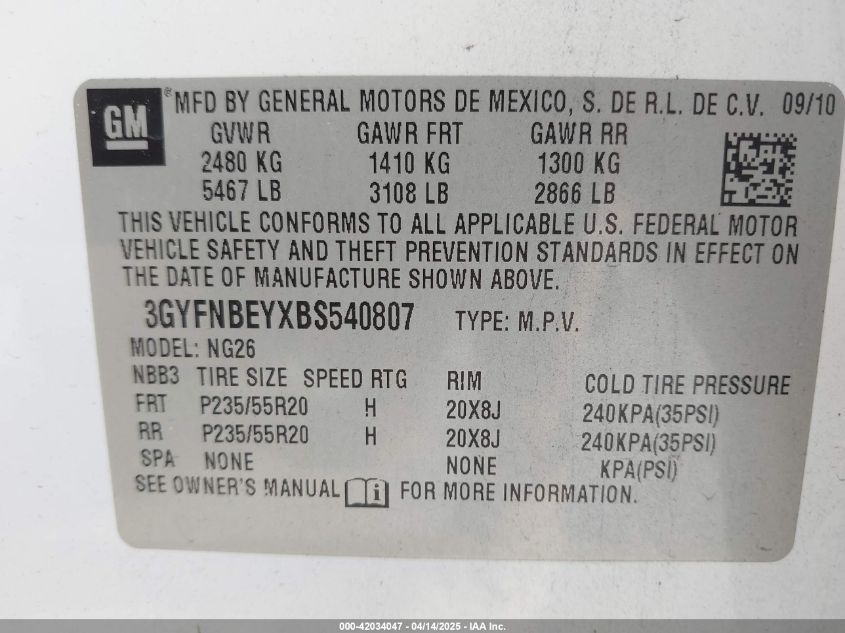 GM ® MFD BY GENERAL MOTORS DE MEXICO, S. DE R.L. DE C.V. 09/10
GVWR GAWR FRT GAWR RR
2480 KG 1410 KG 1300 KG
5467 LB 3108 LB 2866 LB
THIS VEHICLE CONFORMS TO ALL APPLICABLE U.S. FEDERAL MOTOR
VEHICLE SAFETY AND THEFT PREVENTION STANDARDS IN EFFECT ON
THE DATE OF MANUFACTURE SHOWN ABOVE.
3GYFNBEYXBS540807 TYPE: M.P.V.
MODEL: NG26
NBB3 TIRE SIZE SPEED RTG RIM COLD TIRE PRESSURE
FRT P235/55R20 H 20X8J 240KPA(35PSI)
RR P235/55R20 H 20X8J 240KPA(35PSI)
SPA NONE NONE KPA(PSI)
SEE OWNER'S MANUAL i FOR MORE INFORMATION.
000-42034047 - 04/14/2025 - IAA Inc.